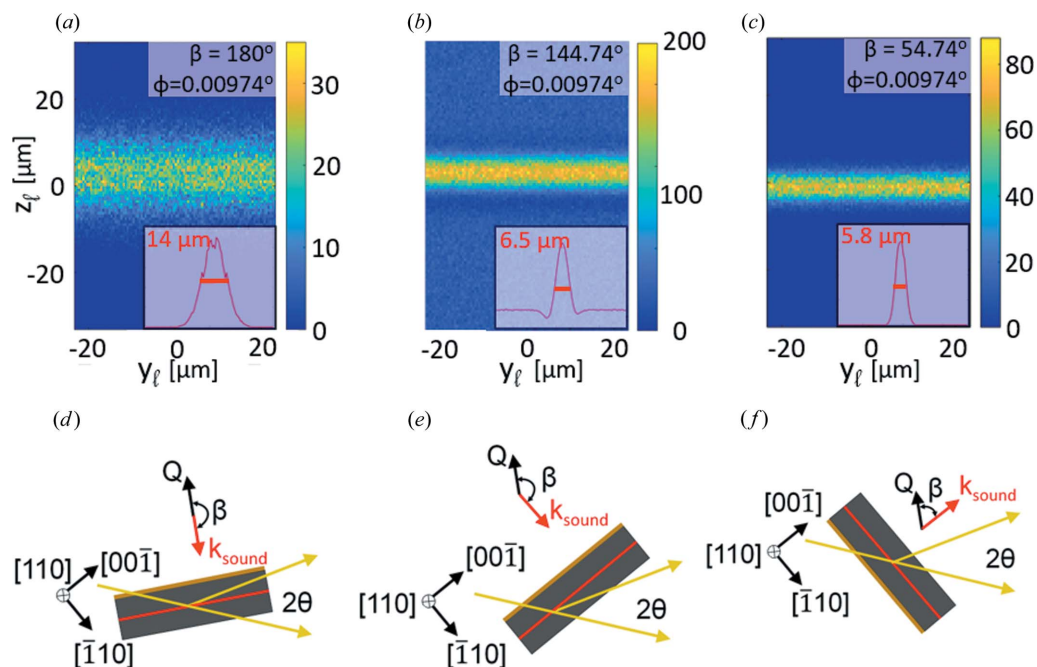 (a)
(b)
(c)
β = 180°
ϕ=0.00974°
β = 144.74°
ϕ=0.00974°
β = 54.74°
ϕ=0.00974°
z_ℓ [µm]
20
0
-20
30
20
10
0
200
100
0
80
60
40
20
0
14 µm
6.5 µm
5.8 µm
-20 0 20
-20 0 20
-20 0 20
y_ℓ [µm]
y_ℓ [µm]
y_ℓ [µm]
(d)
(e)
(f)
Q
β
k_sound
[110]
[001̄]
[1̄10]
2θ
Q
β
k_sound
[110]
[001̄]
[1̄10]
2θ
Q
β
k_sound
[001̄]
[110]
[1̄10]
2θ